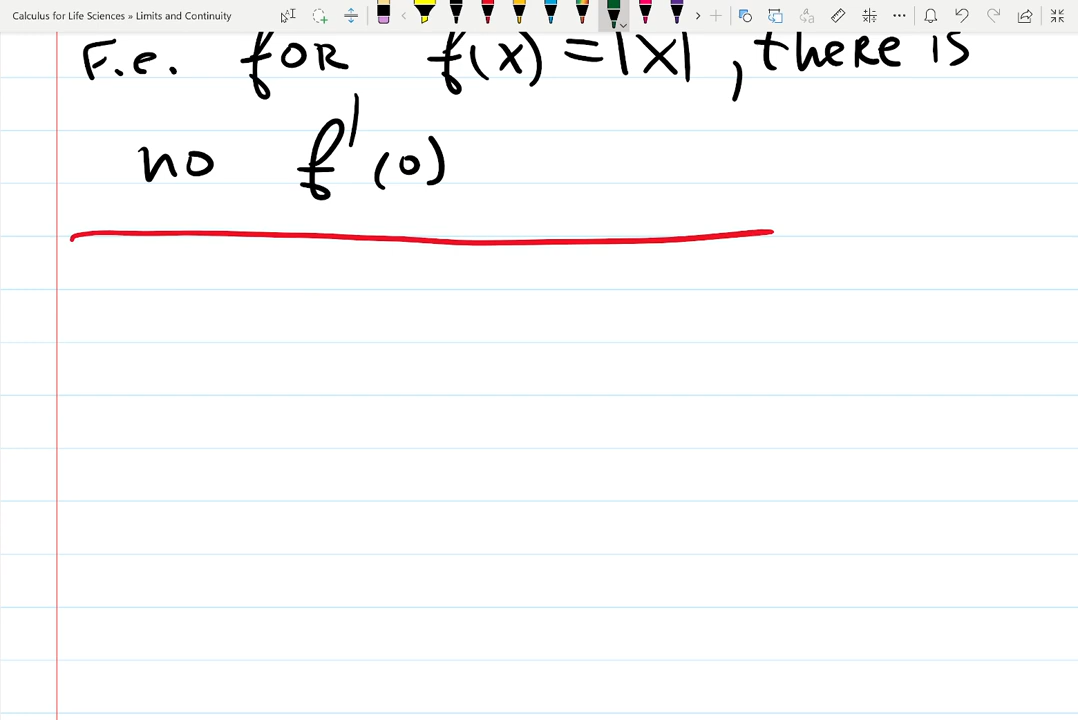 Calculus for Life Sciences » Limits and Continuity
F.e. for f(x) = |x|, there is
no f'(0)